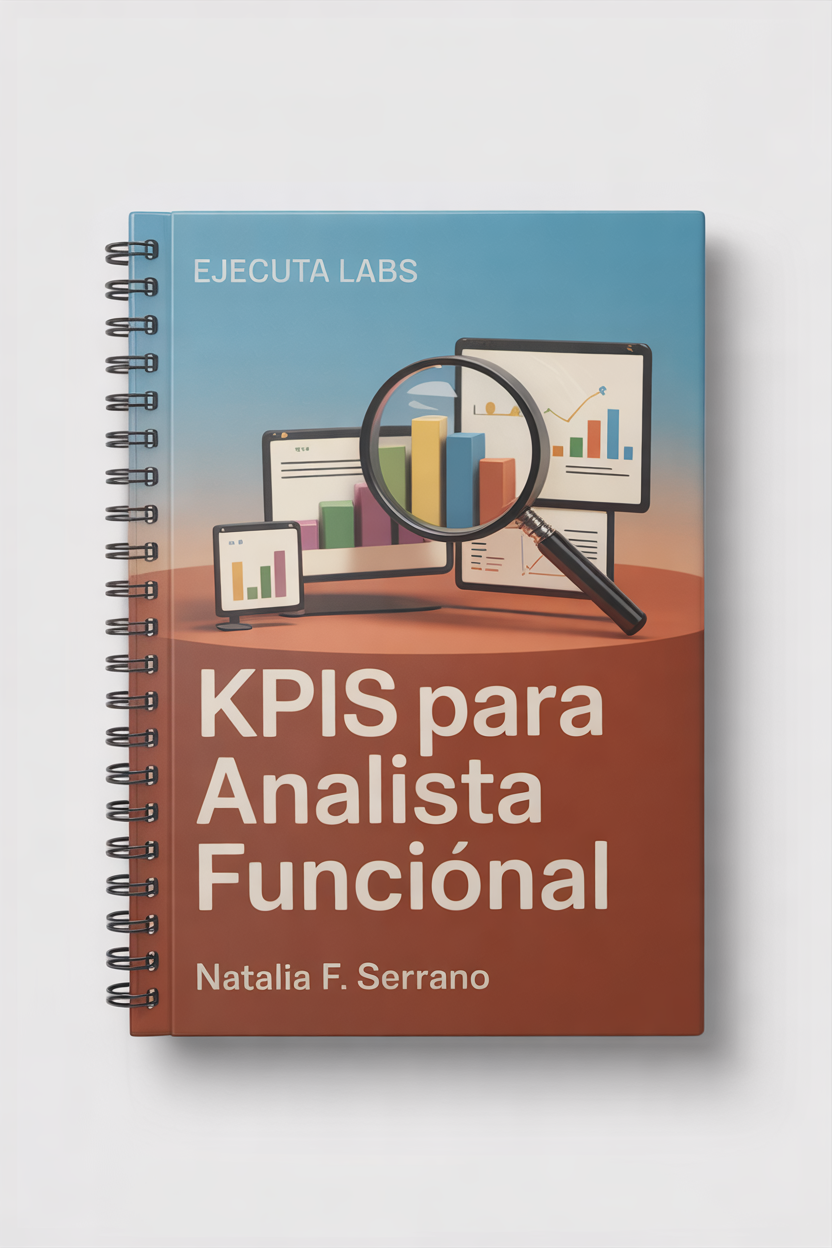 EJECUTA LABS
KPIS para
Analista
Funciónal
Natalia F. Serrano